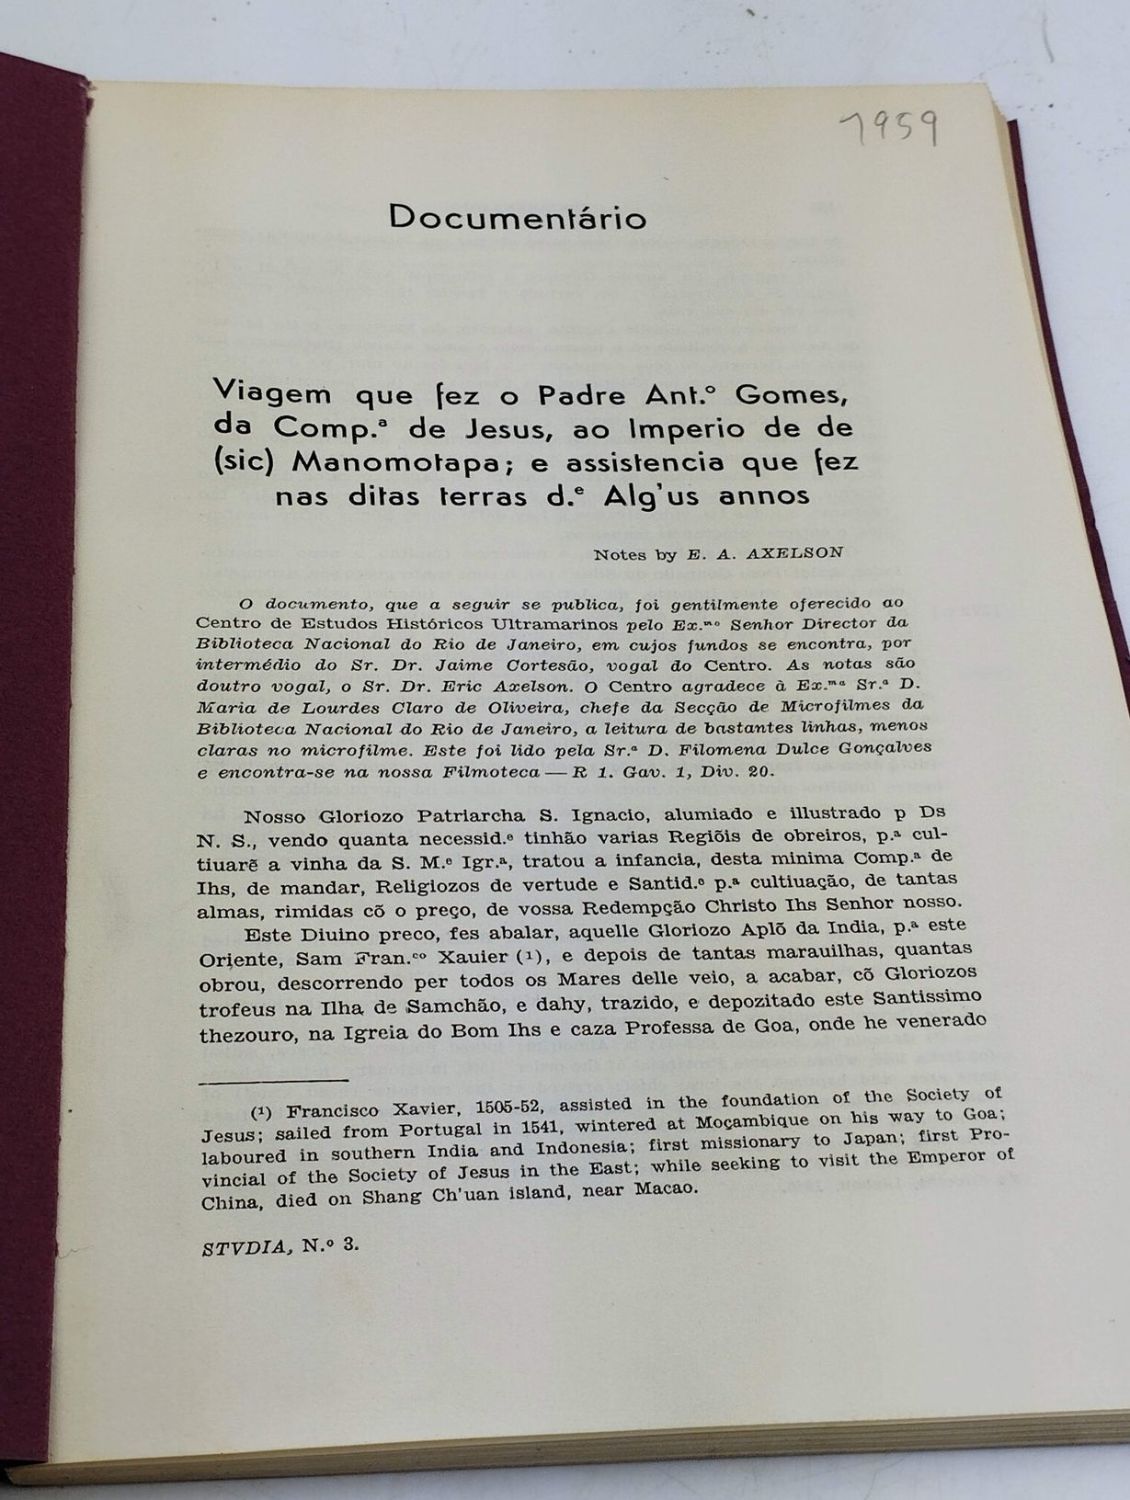 1959
Documentário
Viagem que fez o Padre Ant.º Gomes,
da Comp.ª de Jesus, ao Imperio de de
(sic) Manomotapa; e assistencia que fez
nas ditas terras d.ᵉ Alg'us annos
Notes by E. A. AXELSON
O documento, que a seguir se publica, foi gentilmente oferecido ao
Centro de Estudos Históricos Ultramarinos pelo Ex.ᵐᵒ Senhor Director da
Biblioteca Nacional do Rio de Janeiro, em cujos fundos se encontra, por
intermédio do Sr. Dr. Jaime Cortesão, vogal do Centro. As notas são
doutro vogal, o Sr. Dr. Eric Axelson. O Centro agradece à Ex.ᵐᵃ Sr.ª D.
Maria de Lourdes Claro de Oliveira, chefe da Secção de Microfilmes da
Biblioteca Nacional do Rio de Janeiro, a leitura de bastantes linhas, menos
claras no microfilme. Este foi lido pela Sr.ª D. Filomena Dulce Gonçalves
e encontra-se na nossa Filmoteca — R 1. Gav. 1, Div. 20.
Nosso Gloriozo Patriarcha S. Ignacio, alumiado e illustrado p Ds
N. S., vendo quanta necessid.ᵉ tinhão varias Regiõis de obreiros, p.ª cul-
tiuarẽ a vinha da S. M.ᵉ Igr.ª, tratou a infancia, desta minima Comp.ª de
Ihs, de mandar, Religiozos de vertude e Santid.ᵉ p.ª cultiuação, de tantas
almas, rimidas cõ o preço, de vossa Redempção Christo Ihs Senhor nosso.
Este Diuino preco, fes abalar, aquelle Gloriozo Aplõ da India, p.ª este
Oriente, Sam Fran.ᶜᵒ Xauier (¹), e depois de tantas marauilhas, quantas
obrou, descorrendo per todos os Mares delle veio, a acabar, cõ Gloriozos
trofeus na Ilha de Samchão, e dahy, trazido, e depozitado este Santissimo
thezouro, na Igreia do Bom Ihs e caza Professa de Goa, onde he venerado
(¹) Francisco Xavier, 1505-52, assisted in the foundation of the Society of
Jesus; sailed from Portugal in 1541, wintered at Moçambique on his way to Goa;
laboured in southern India and Indonesia; first missionary to Japan; first Pro-
vincial of the Society of Jesus in the East; while seeking to visit the Emperor of
China, died on Shang Ch'uan island, near Macao.
STVDIA, N.º 3.